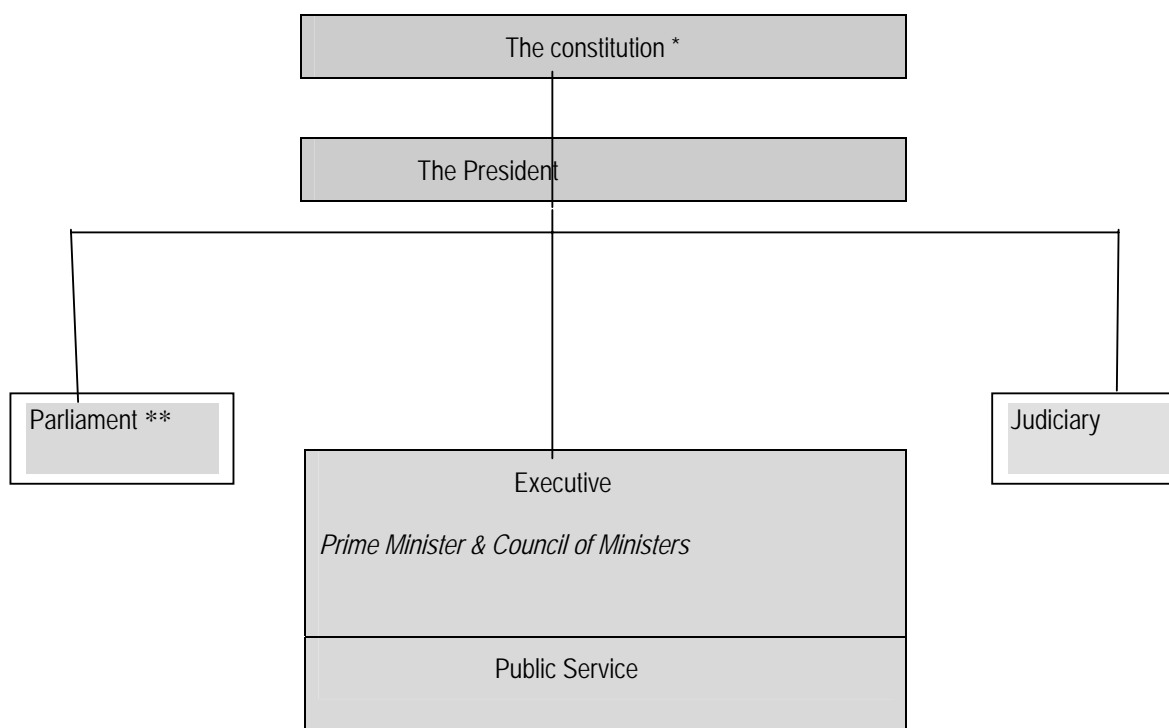 The constitution *
The President
Parliament **
Judiciary
Executive
Prime Minister & Council of Ministers
Public Service